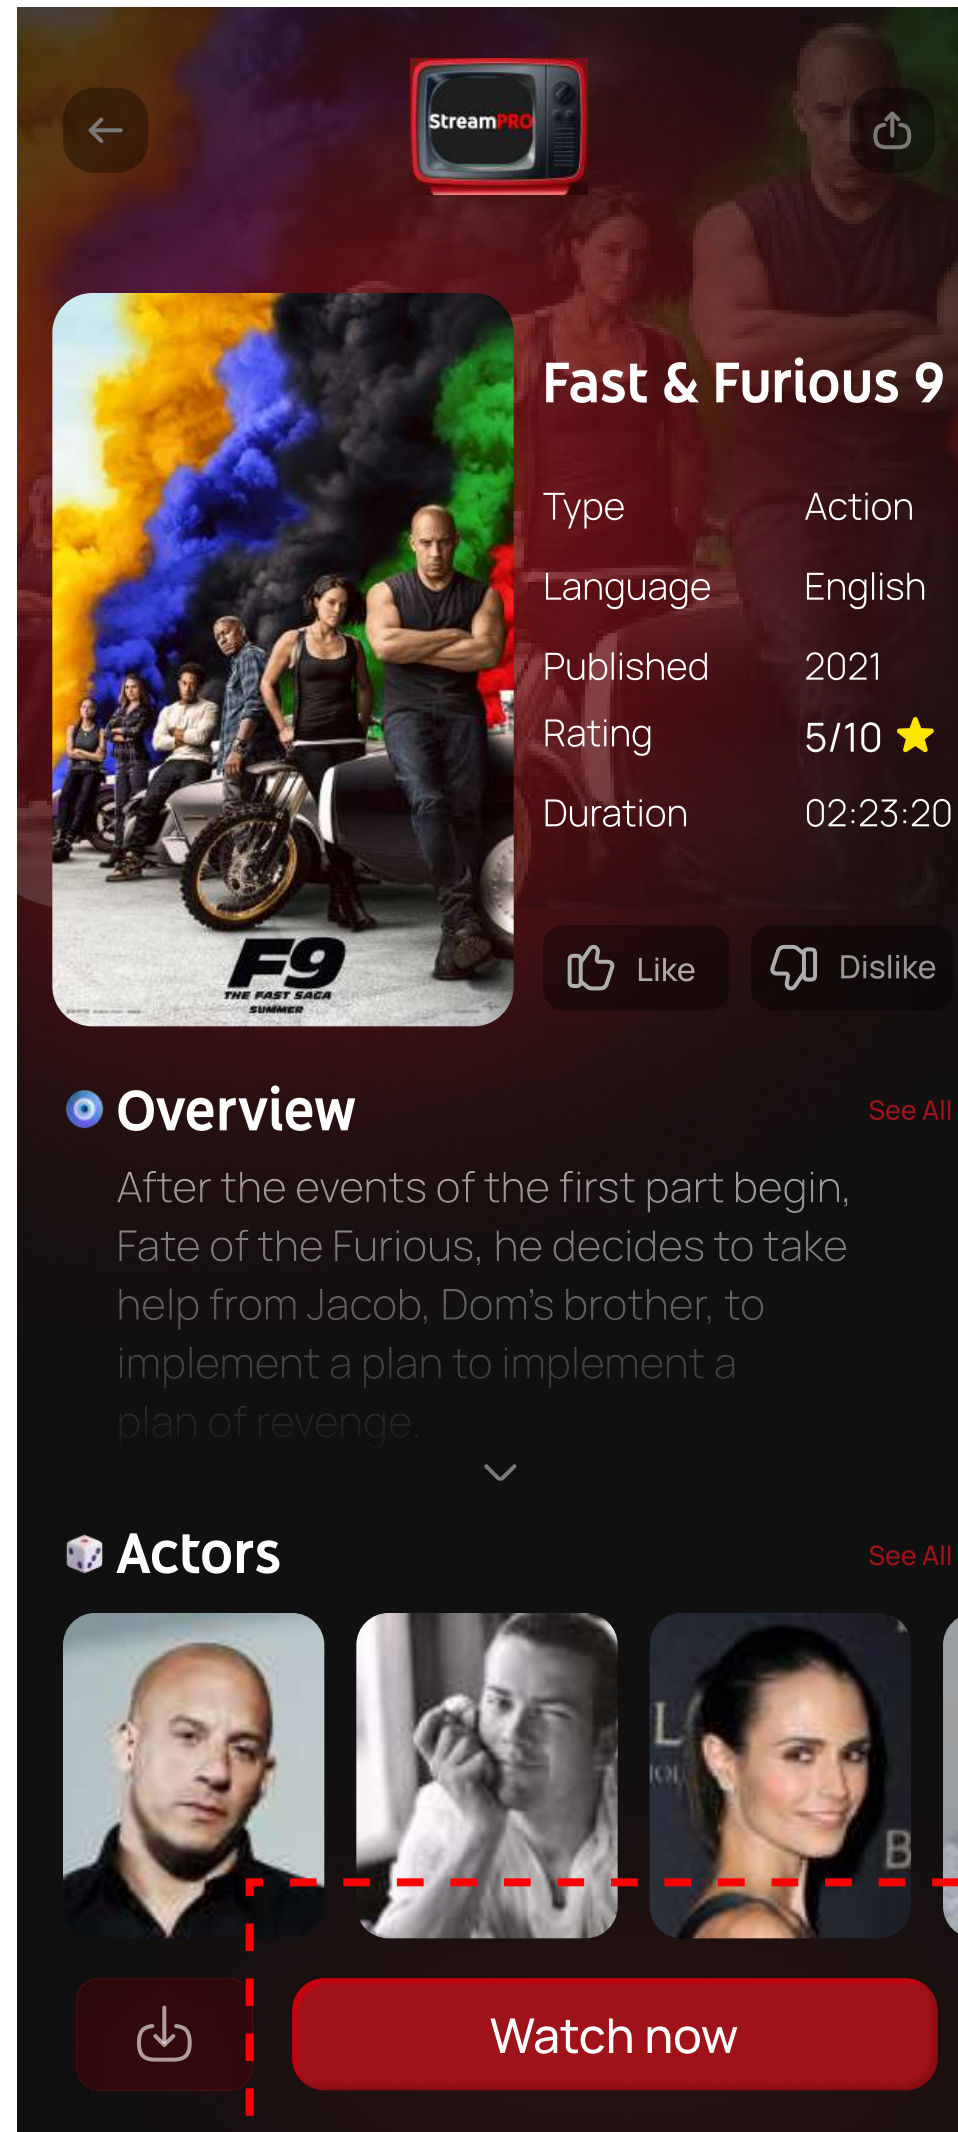 StreamPRO
Fast & Furious 9
Type Action
Language English
Published 2021
Rating 5/10
Duration 02:23:20
F9
THE FAST SAGA
SUMMER
Like Dislike
Overview See All
After the events of the first part begin,
Fate of the Furious, he decides to take
help from Jacob, Dom's brother, to
implement a plan to implement a
plan of revenge.
Actors See All
L
B
Watch now